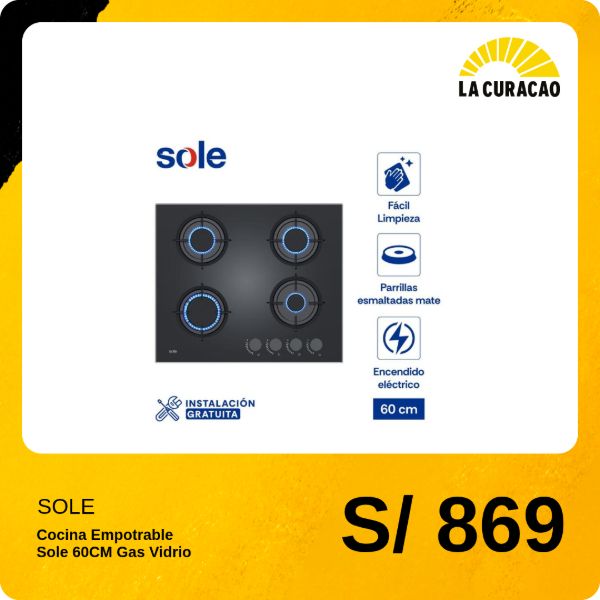 LA CURACAO
sole
Fácil
Limpieza
Parrillas
esmaltadas mate
Encendido
eléctrico
60 cm
INSTALACIÓN
GRATUITA
SOLE
Cocina Empotrable
Sole 60CM Gas Vidrio
S/ 869